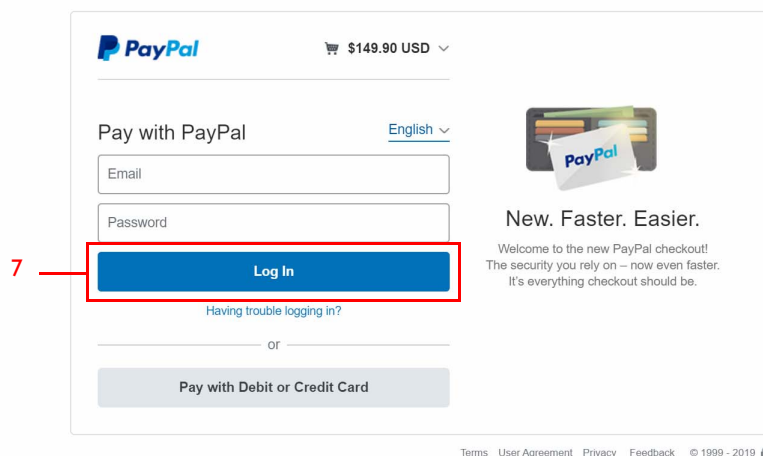 PayPal
$149.90 USD
Pay with PayPal
English
Email
Password
7
Log In
Having trouble logging in?
or
Pay with Debit or Credit Card
PayPal
New. Faster. Easier.
Welcome to the new PayPal checkout!
The security you rely on – now even faster.
It's everything checkout should be.
Terms User Agreement Privacy Feedback © 1999 - 2019